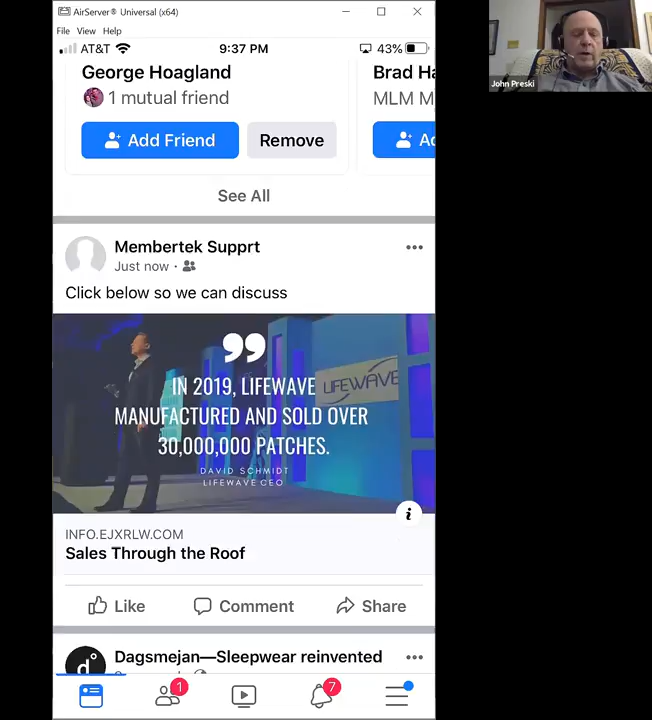 AirServer® Universal (x64)
File View Help
AT&T 9:37 PM 43%
George Hoagland
1 mutual friend
Add Friend
Remove
Brad Ha
MLM M
Ad
See All
Membertek Supprt
Just now ·
Click below so we can discuss
IN 2019, LIFEWAVE
MANUFACTURED AND SOLD OVER
30,000,000 PATCHES.
DAVID SCHMIDT
LIFEWAVE CEO
LIFEWAVE
INFO.EJXRLW.COM
Sales Through the Roof
Like Comment Share
d
Dagsmejan—Sleepwear reinvented
1
7
John Preski